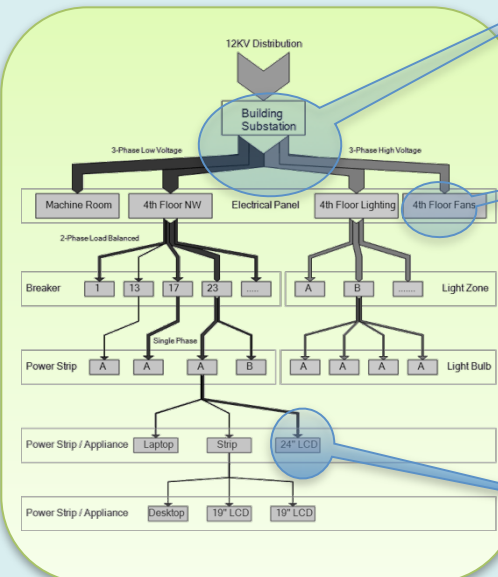 12KV Distribution
Building
Substation
3-Phase Low Voltage
3-Phase High Voltage
Machine Room
4th Floor NW
Electrical Panel
4th Floor Lighting
4th Floor Fans
2-Phase Load Balanced
Breaker
1
13
17
23
.....
A
B
.......
Light Zone
Single Phase
Power Strip
A
A
A
B
A
A
A
A
Light Bulb
Power Strip / Appliance
Laptop
Strip
24" LCD
Power Strip / Appliance
Desktop
19" LCD
19" LCD